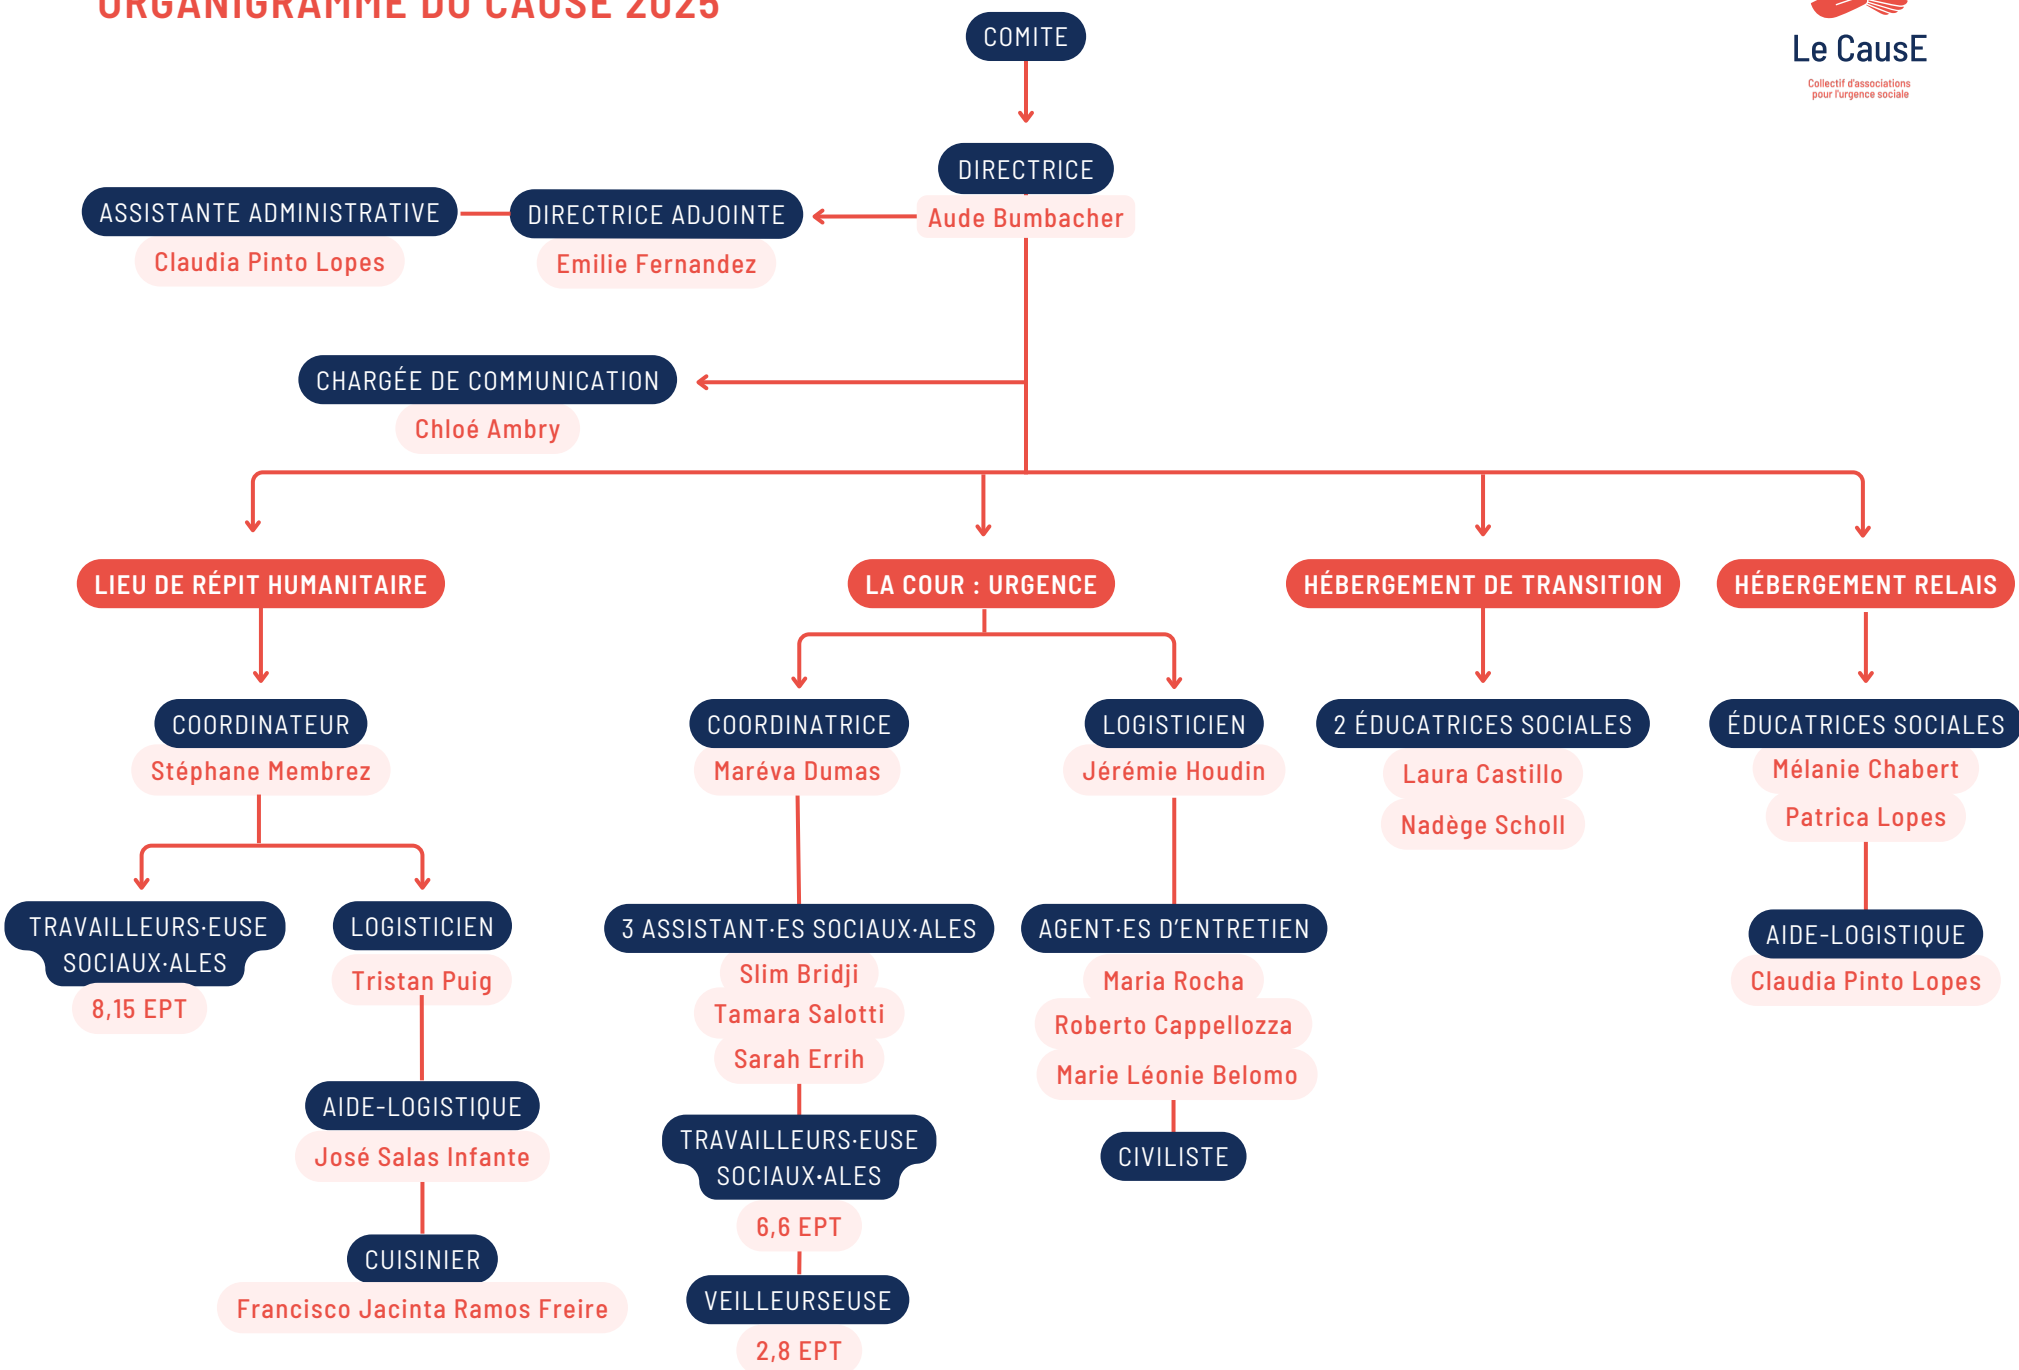 ORGANIGRAMME DU CAUSE 2025
Le CausE
Collectif d'associations
pour l'urgence sociale
COMITE
DIRECTRICE
Aude Bumbacher
DIRECTRICE ADJOINTE
Emilie Fernandez
ASSISTANTE ADMINISTRATIVE
Claudia Pinto Lopes
CHARGÉE DE COMMUNICATION
Chloé Ambry
LIEU DE RÉPIT HUMANITAIRE
COORDINATEUR
Stéphane Membrez
TRAVAILLEURS·EUSE
SOCIAUX·ALES
8,15 EPT
LOGISTICIEN
Tristan Puig
AIDE-LOGISTIQUE
José Salas Infante
CUISINIER
Francisco Jacinta Ramos Freire
LA COUR : URGENCE
COORDINATRICE
Maréva Dumas
3 ASSISTANT·ES SOCIAUX·ALES
Slim Bridji
Tamara Salotti
Sarah Errih
TRAVAILLEURS·EUSE
SOCIAUX·ALES
6,6 EPT
VEILLEURSEUSE
2,8 EPT
LOGISTICIEN
Jérémie Houdin
AGENT·ES D'ENTRETIEN
Maria Rocha
Roberto Cappellozza
Marie Léonie Belomo
CIVILISTE
HÉBERGEMENT DE TRANSITION
2 ÉDUCATRICES SOCIALES
Laura Castillo
Nadège Scholl
HÉBERGEMENT RELAIS
ÉDUCATRICES SOCIALES
Mélanie Chabert
Patrica Lopes
AIDE-LOGISTIQUE
Claudia Pinto Lopes